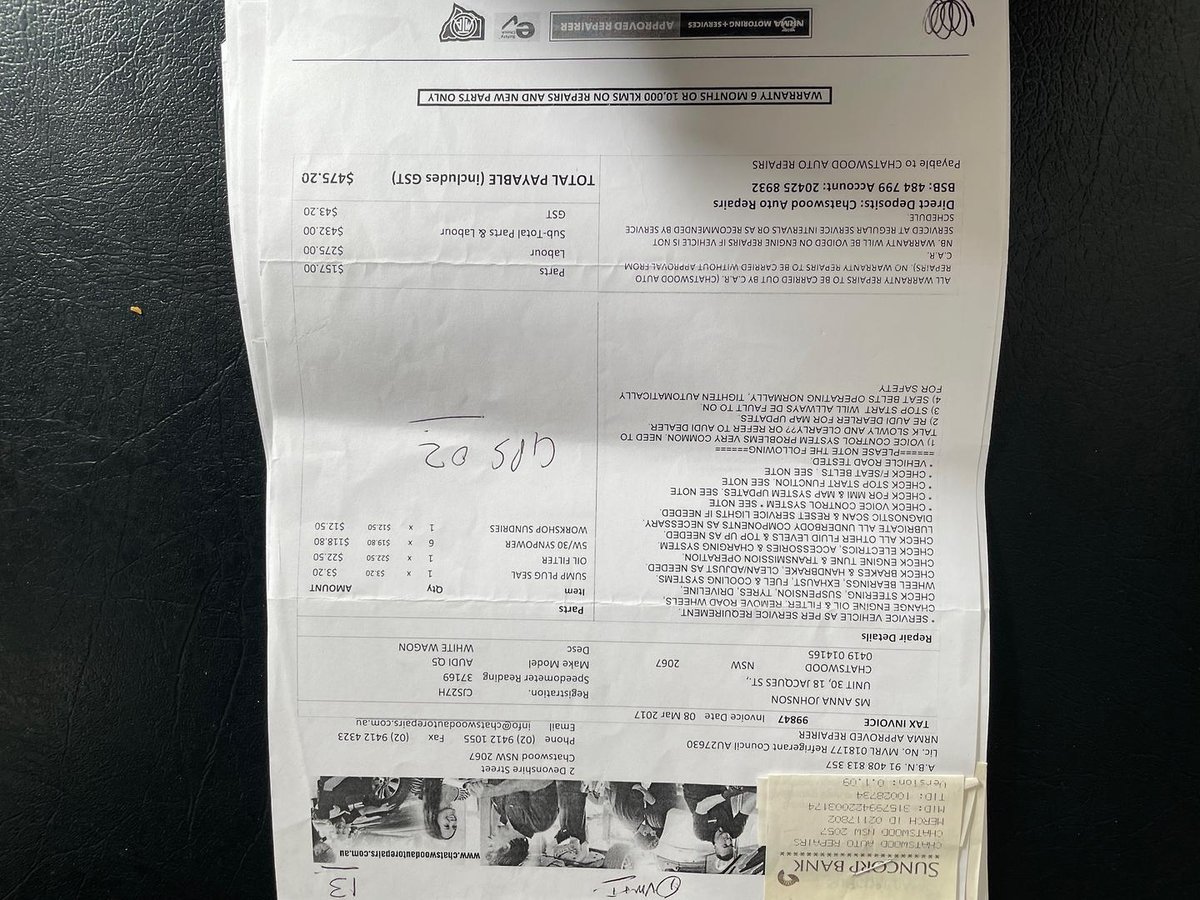 SUNCORP BANK
CHATSWOOD AUTO REPAIRS
CHATSWOOD NSW 2057
MERCH ID 02117802
MID: 315799422003174
TID: 10028734
Version: 0.1.09
13
www.chatswoodautorepairs.com.au
2 Devonshire Street
Chatswood NSW 2067
Phone (02) 9412 1055 Fax (02) 9412 4323
Email info@chatswoodautorepairs.com.au
A.B.N. 91 408 813 357
Lic. No. MVRL 018177 Refrigerant Council AU27630
NRMA APPROVED REPAIRER
TAX INVOICE 99847 Invoice Date 08 Mar 2017
MS ANNA JOHNSON
UNIT 30, 18 JACQUES ST.,
CHATSWOOD NSW 2067
0419 014165
Registration. CJS27H
Speedometer Reading 37169
Make Model AUDI Q5
Desc WHITE WAGON
Repair Details
* SERVICE VEHICLE AS PER SERVICE REQUIREMENT.
CHANGE ENGINE OIL & FILTER. REMOVE ROAD WHEELS,
CHECK STEERING, SUSPENSION, TYRES, DRIVELINE,
WHEEL BEARINGS, EXHAUST, FUEL & COOLING SYSTEMS.
CHECK BRAKES & HANDBRAKE, CLEAN/ADJUST AS NEEDED.
CHECK ENGINE TUNE & TRANSMISSION OPERATION.
CHECK ELECTRICS, ACCESSORIES & CHARGING SYSTEM.
CHECK ALL OTHER FLUID LEVELS & TOP UP AS NEEDED.
LUBRICATE ALL UNDERBODY COMPONENTS AS NECESSARY.
DIAGNOSTIC SCAN & RESET SERVICE LIGHTS IF NEEDED.
* CHECK VOICE CONTROL SYSTEM * SEE NOTE
* CHECK FOR MMI & MAP SYSTEM UPDATES. SEE NOTE
* CHECK STOP START FUNCTION. SEE NOTE
* CHECK F/SEAT BELTS . SEE NOTE
* VEHICLE ROAD TESTED.
======PLEASE NOTE THE FOLLOWING======
1) VOICE CONTROL SYSTEM PROBLEMS VERY COMMON. NEED TO
TALK SLOWLY AND CLEARLY?? OR REFER TO AUDI DEALER.
2) RE AUDI DEALER FOR MAP UPDATES
3) STOP START WILL ALLWAYS DE FAULT TO ON
4) SEAT BELTS OPERATING NORMALLY, TIGHTEN AUTOMATICALLY
FOR SAFETY
Parts
Item Qty AMOUNT
SUMP PLUG SEAL 1 x $3.20 $3.20
OIL FILTER 1 x $22.50 $22.50
5W/30 SYNPOWER 6 x $19.80 $118.80
WORKSHOP SUNDRIES 1 x $12.50 $12.50
GPS 02
ALL WARRANTY REPAIRS TO BE CARRIED OUT BY C.A.R. (CHATSWOOD AUTO
REPAIRS). NO WARRANTY REPAIRS TO BE CARRIED WITHOUT APPROVAL FROM
C.A.R.
NB. WARRANTY WILL BE VOIDED ON ENGINE REPAIRS IF VEHICLE IS NOT
SERVICED AT REGULAR SERVICE INTERVALS OR AS RECOMMENDED BY SERVICE
SCHEDULE.
Direct Deposits: Chatswood Auto Repairs
BSB: 484 799 Account: 20425 8932
Payable to CHATSWOOD AUTO REPAIRS
Parts $157.00
Labour $275.00
Sub-Total Parts & Labour $432.00
GST $43.20
TOTAL PAYABLE (includes GST) $475.20
WARRANTY 6 MONTHS OR 10,000 KLMS ON REPAIRS AND NEW PARTS ONLY
NRMA MOTORING+SERVICES APPROVED REPAIRER